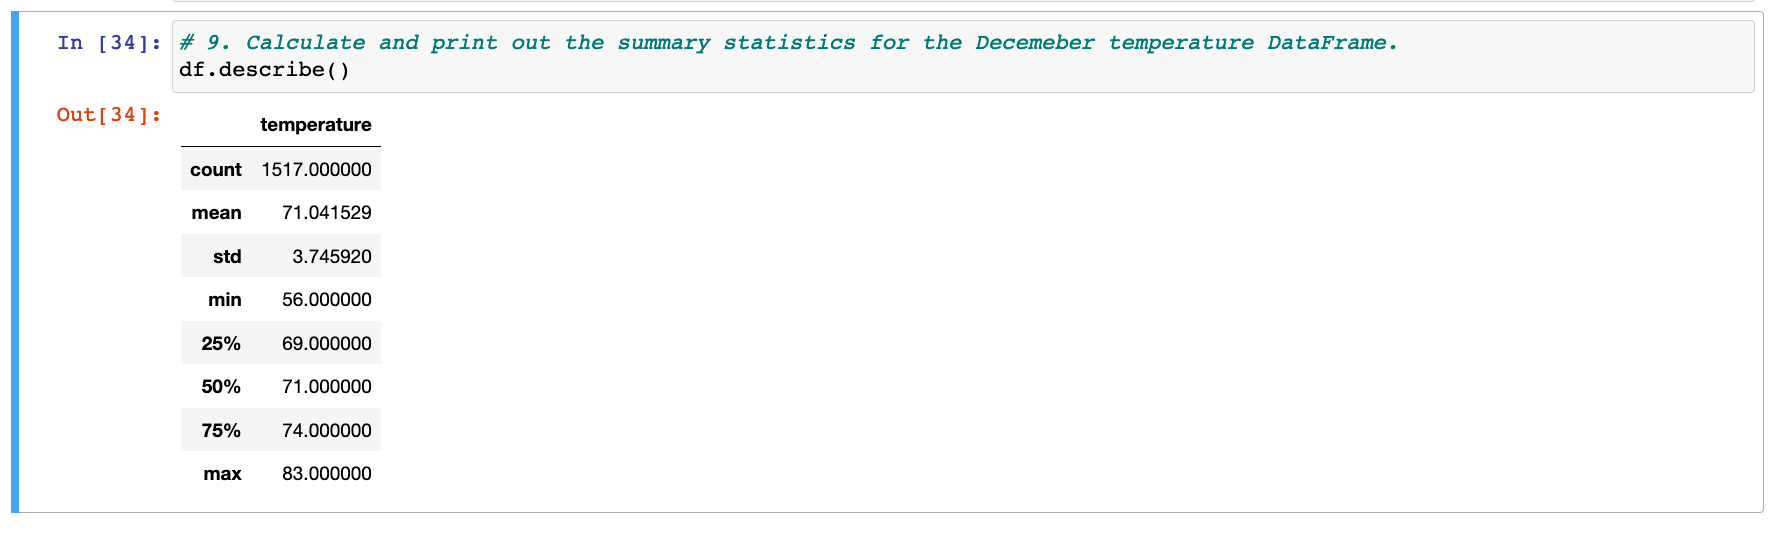 In [34]: # 9. Calculate and print out the summary statistics for the Decemeber temperature DataFrame.
df.describe()
Out[34]:
temperature
count 1517.000000
mean 71.041529
std 3.745920
min 56.000000
25% 69.000000
50% 71.000000
75% 74.000000
max 83.000000